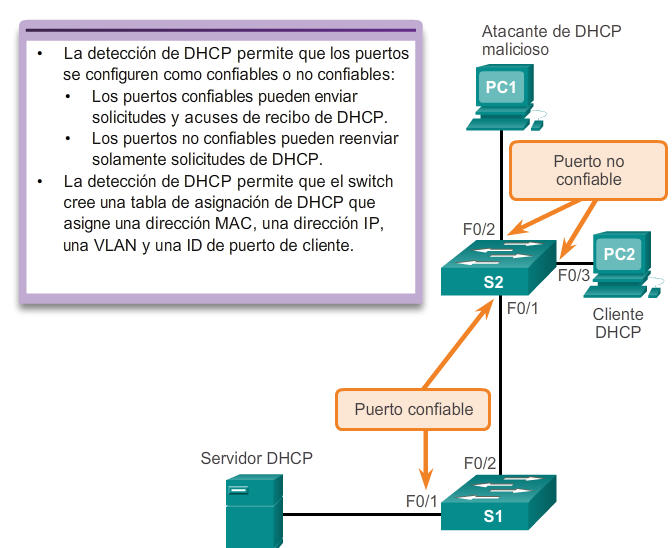 • La detección de DHCP permite que los puertos
se configuren como confiables o no confiables:
• Los puertos confiables pueden enviar
solicitudes y acuses de recibo de DHCP.
• Los puertos no confiables pueden reenviar
solamente solicitudes de DHCP.
• La detección de DHCP permite que el switch
cree una tabla de asignación de DHCP que
asigne una dirección MAC, una dirección IP,
una VLAN y una ID de puerto de cliente.
Atacante de DHCP
malicioso
PC1
Puerto no
confiable
F0/2
PC2
S2
F0/3
F0/1
Cliente
DHCP
Puerto confiable
Servidor DHCP
F0/2
F0/1
S1